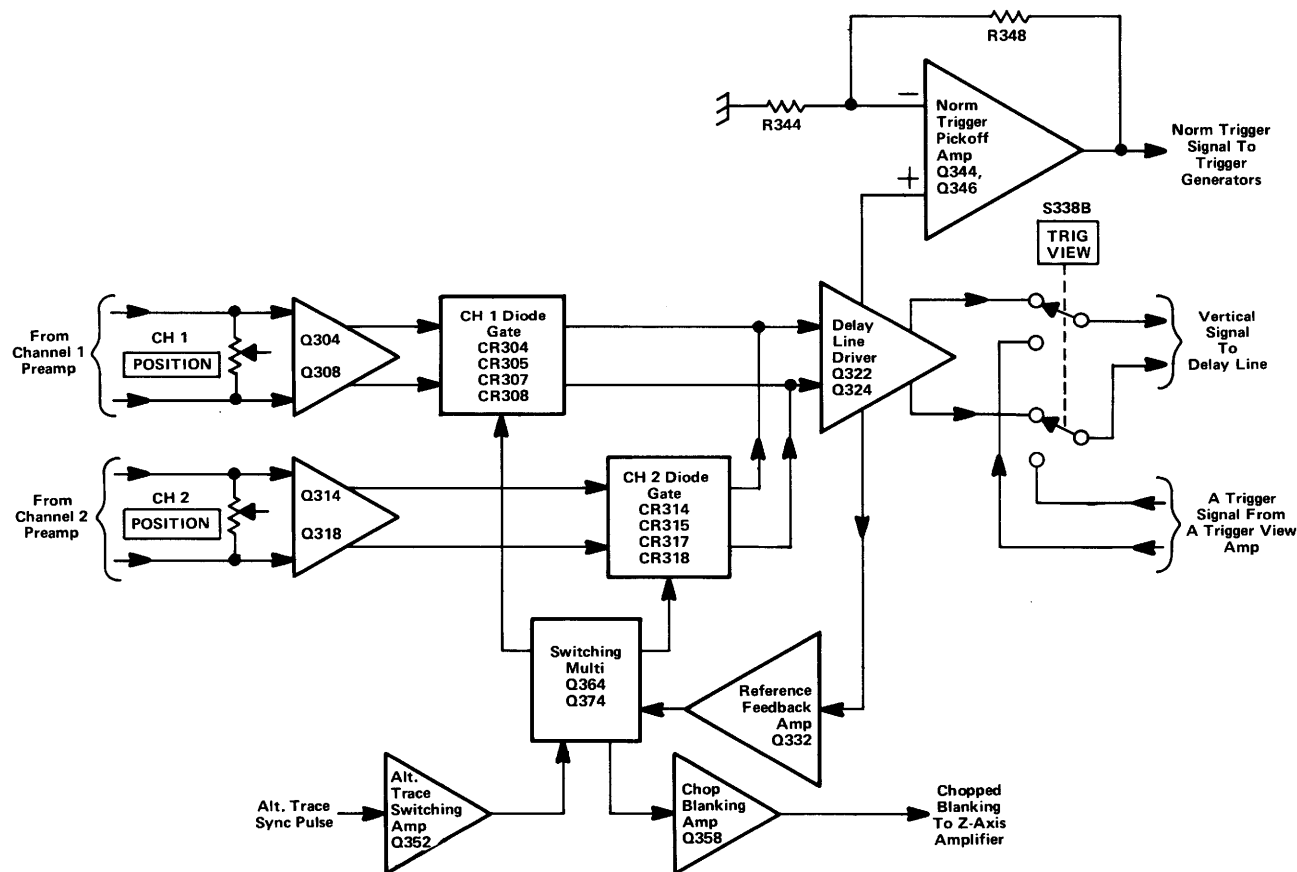 R348
R344
−
+
Norm
Trigger
Pickoff
Amp
Q344,
Q346
Norm Trigger
Signal To
Trigger
Generators
S338B
TRIG
VIEW
From
Channel 1
Preamp
CH 1
POSITION
Q304
Q308
CH 1 Diode
Gate
CR304
CR305
CR307
CR308
Delay
Line
Driver
Q322
Q324
Vertical
Signal
To
Delay Line
From
Channel 2
Preamp
CH 2
POSITION
Q314
Q318
CH 2 Diode
Gate
CR314
CR315
CR317
CR318
A Trigger
Signal From
A Trigger View
Amp
Switching
Multi
Q364
Q374
Reference
Feedback
Amp
Q332
Alt. Trace
Sync Pulse
Alt.
Trace
Switching
Amp
Q352
Chop
Blanking
Amp
Q358
Chopped
Blanking
To Z-Axis
Amplifier